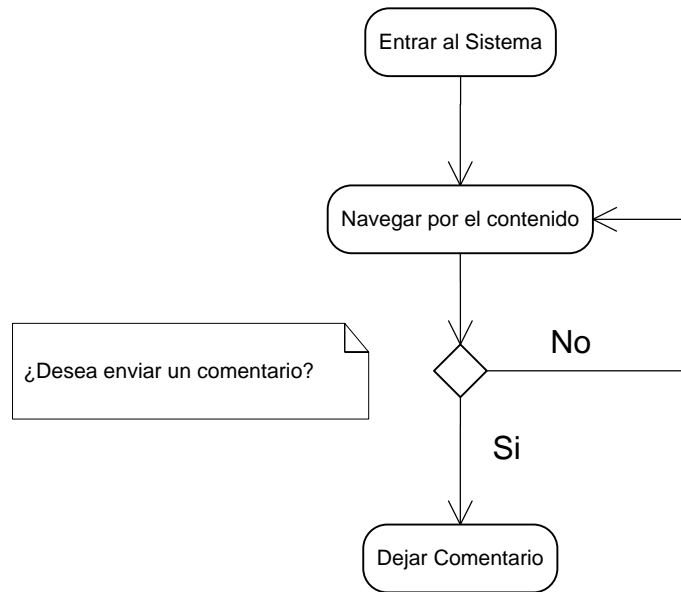 Entrar al Sistema
Navegar por el contenido
¿Desea enviar un comentario?
No
Si
Dejar Comentario